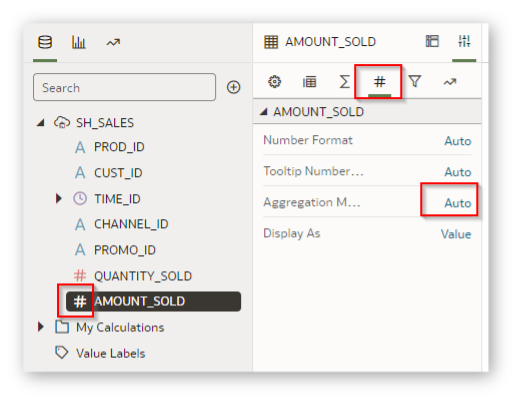 Search
SH_SALES
PROD_ID
CUST_ID
TIME_ID
CHANNEL_ID
PROMO_ID
# QUANTITY_SOLD
# AMOUNT_SOLD
My Calculations
Value Labels
AMOUNT_SOLD
Σ #
AMOUNT_SOLD
Number Format Auto
Tooltip Number... Auto
Aggregation M... Auto
Display As Value